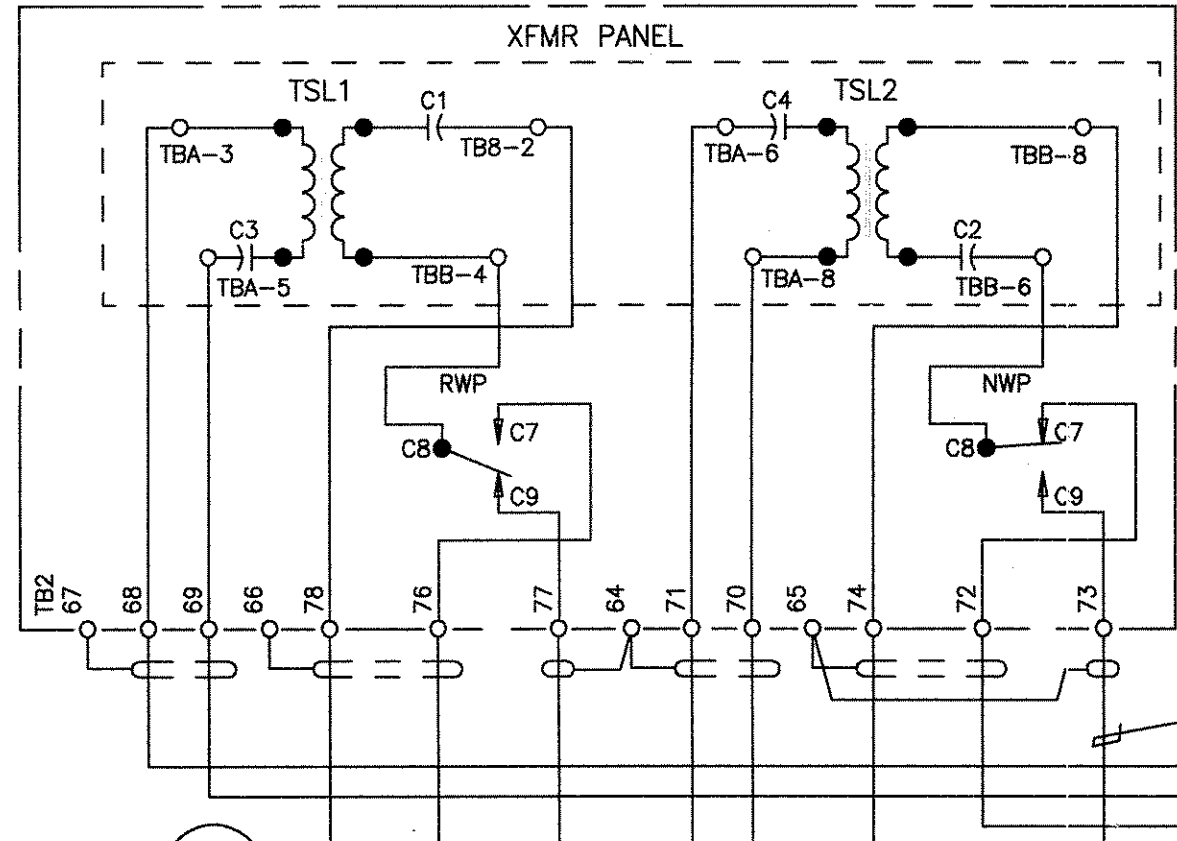 XFMR PANEL
TSL1
C1
C4
TSL2
TBA-3
TB8-2
TBA-6
TBB-8
C3
C2
TBA-5
TBB-4
TBA-8
TBB-6
RWP
NWP
C8
C7
C8
C7
C9
C9
TB2
67
68
69
66
78
76
77
64
71
70
65
74
72
73